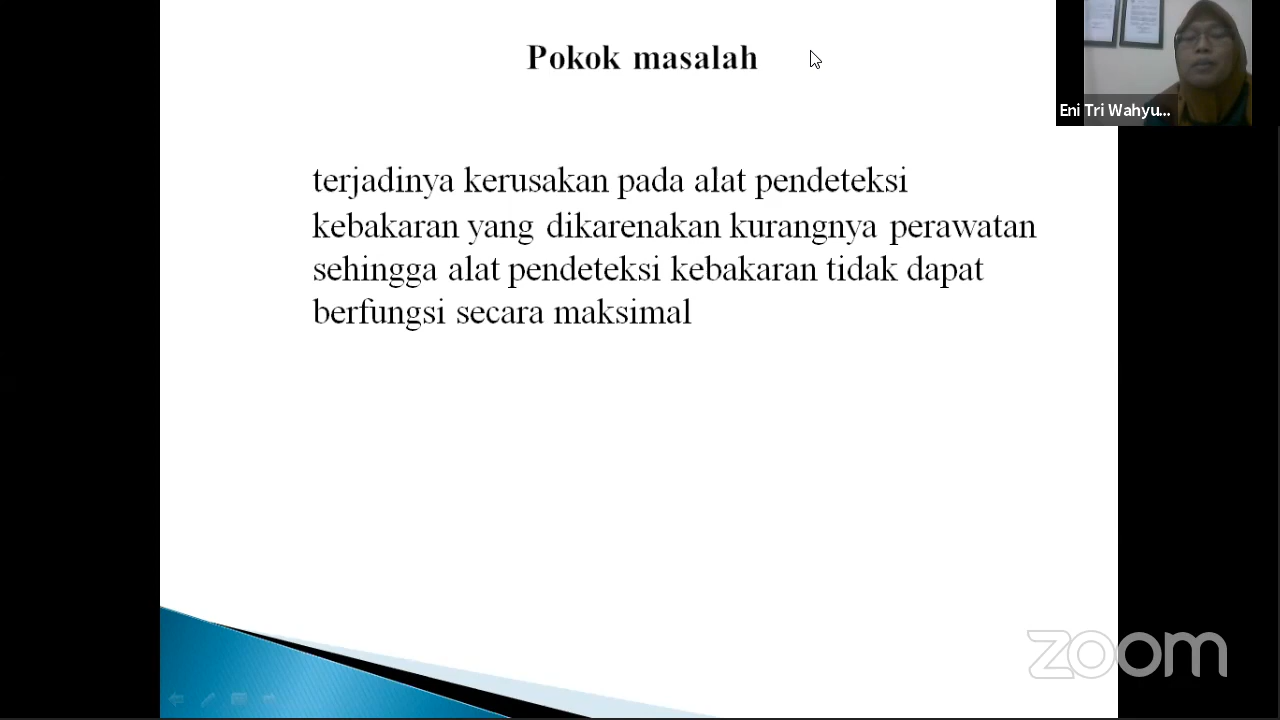 Pokok masalah
Eni Tri Wahyu...
terjadinya kerusakan pada alat pendeteksi
kebakaran yang dikarenakan kurangnya perawatan
sehingga alat pendeteksi kebakaran tidak dapat
berfungsi secara maksimal
zoom